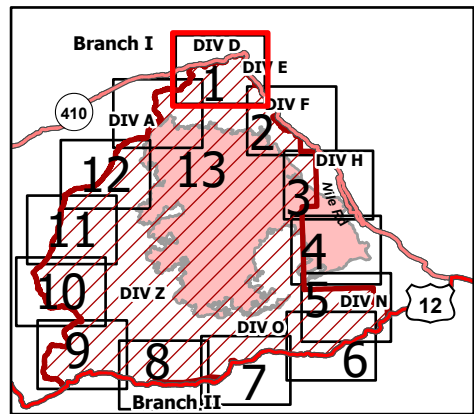 Branch I
DIV D
DIV E
1
410
DIV A
DIV F
2
13
12
DIV H
3
Nile Rd
11
4
10
DIV Z
5
DIV N
12
DIV O
9
8
7
6
Branch II